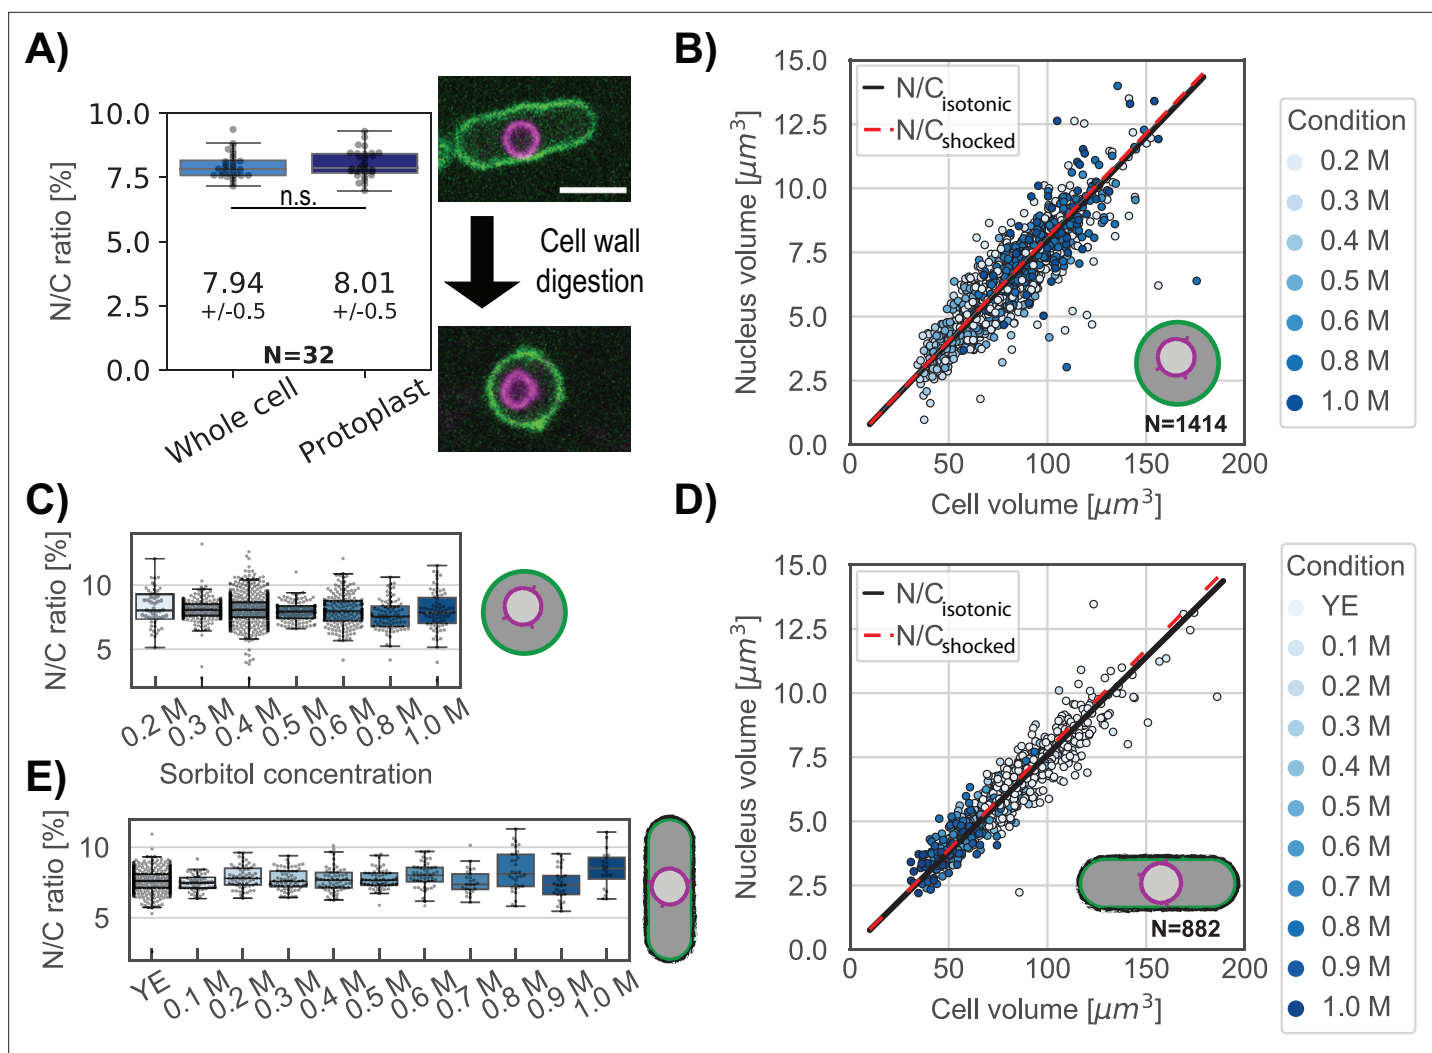 A)
10.0
7.5
5.0
2.5
0.0
N/C ratio [%]
n.s.
7.94
+/-0.5
8.01
+/-0.5
N=32
Whole cell
Protoplast
Cell wall
digestion
B)
15.0
12.5
10.0
7.5
5.0
2.5
0.0
Nucleus volume [μm³]
N/C isotonic
N/C shocked
N=1414
0
50
100
150
200
Cell volume [μm³]
Condition
0.2 M
0.3 M
0.4 M
0.5 M
0.6 M
0.8 M
1.0 M
C)
N/C ratio [%]
10
5
0.2 M
0.3 M
0.4 M
0.5 M
0.6 M
0.8 M
1.0 M
Sorbitol concentration
D)
15.0
12.5
10.0
7.5
5.0
2.5
0.0
Nucleus volume [μm³]
N/C isotonic
N/C shocked
N=882
0
50
100
150
200
Cell volume [μm³]
Condition
YE
0.1 M
0.2 M
0.3 M
0.4 M
0.5 M
0.6 M
0.7 M
0.8 M
0.9 M
1.0 M
E)
N/C ratio [%]
10
5
YE
0.1 M
0.2 M
0.3 M
0.4 M
0.5 M
0.6 M
0.7 M
0.8 M
0.9 M
1.0 M